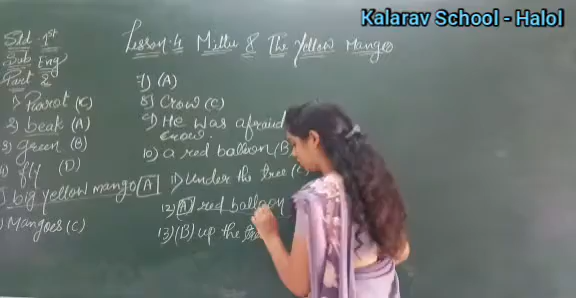 Kalarav School - Halol
Lesson:4 Mittu & The Yellow Mango
Std: 1st
Sub Eng
Part 2
1) Parrot (C)
2) beak (A)
3) green (B)
4) fly (D)
5) big yellow mango (A)
6) Mangoes (C)
7) (A)
8) Crow (C)
9) He was afraid
crow.
10) a red balloon (B)
11) Under the tree (C)
12) (A) red balloon
13) (B) up the